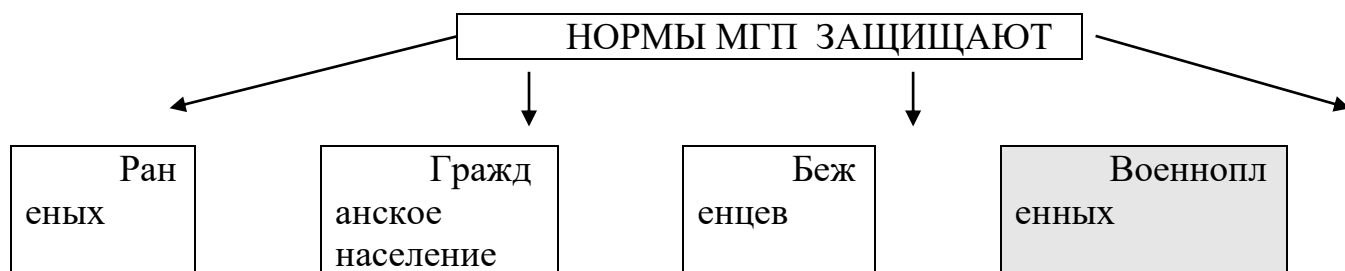 НОРМЫ МГП ЗАЩИЩАЮТ
Ран
еных
Гражд
анское
население
Беж
енцев
Военнопл
енных